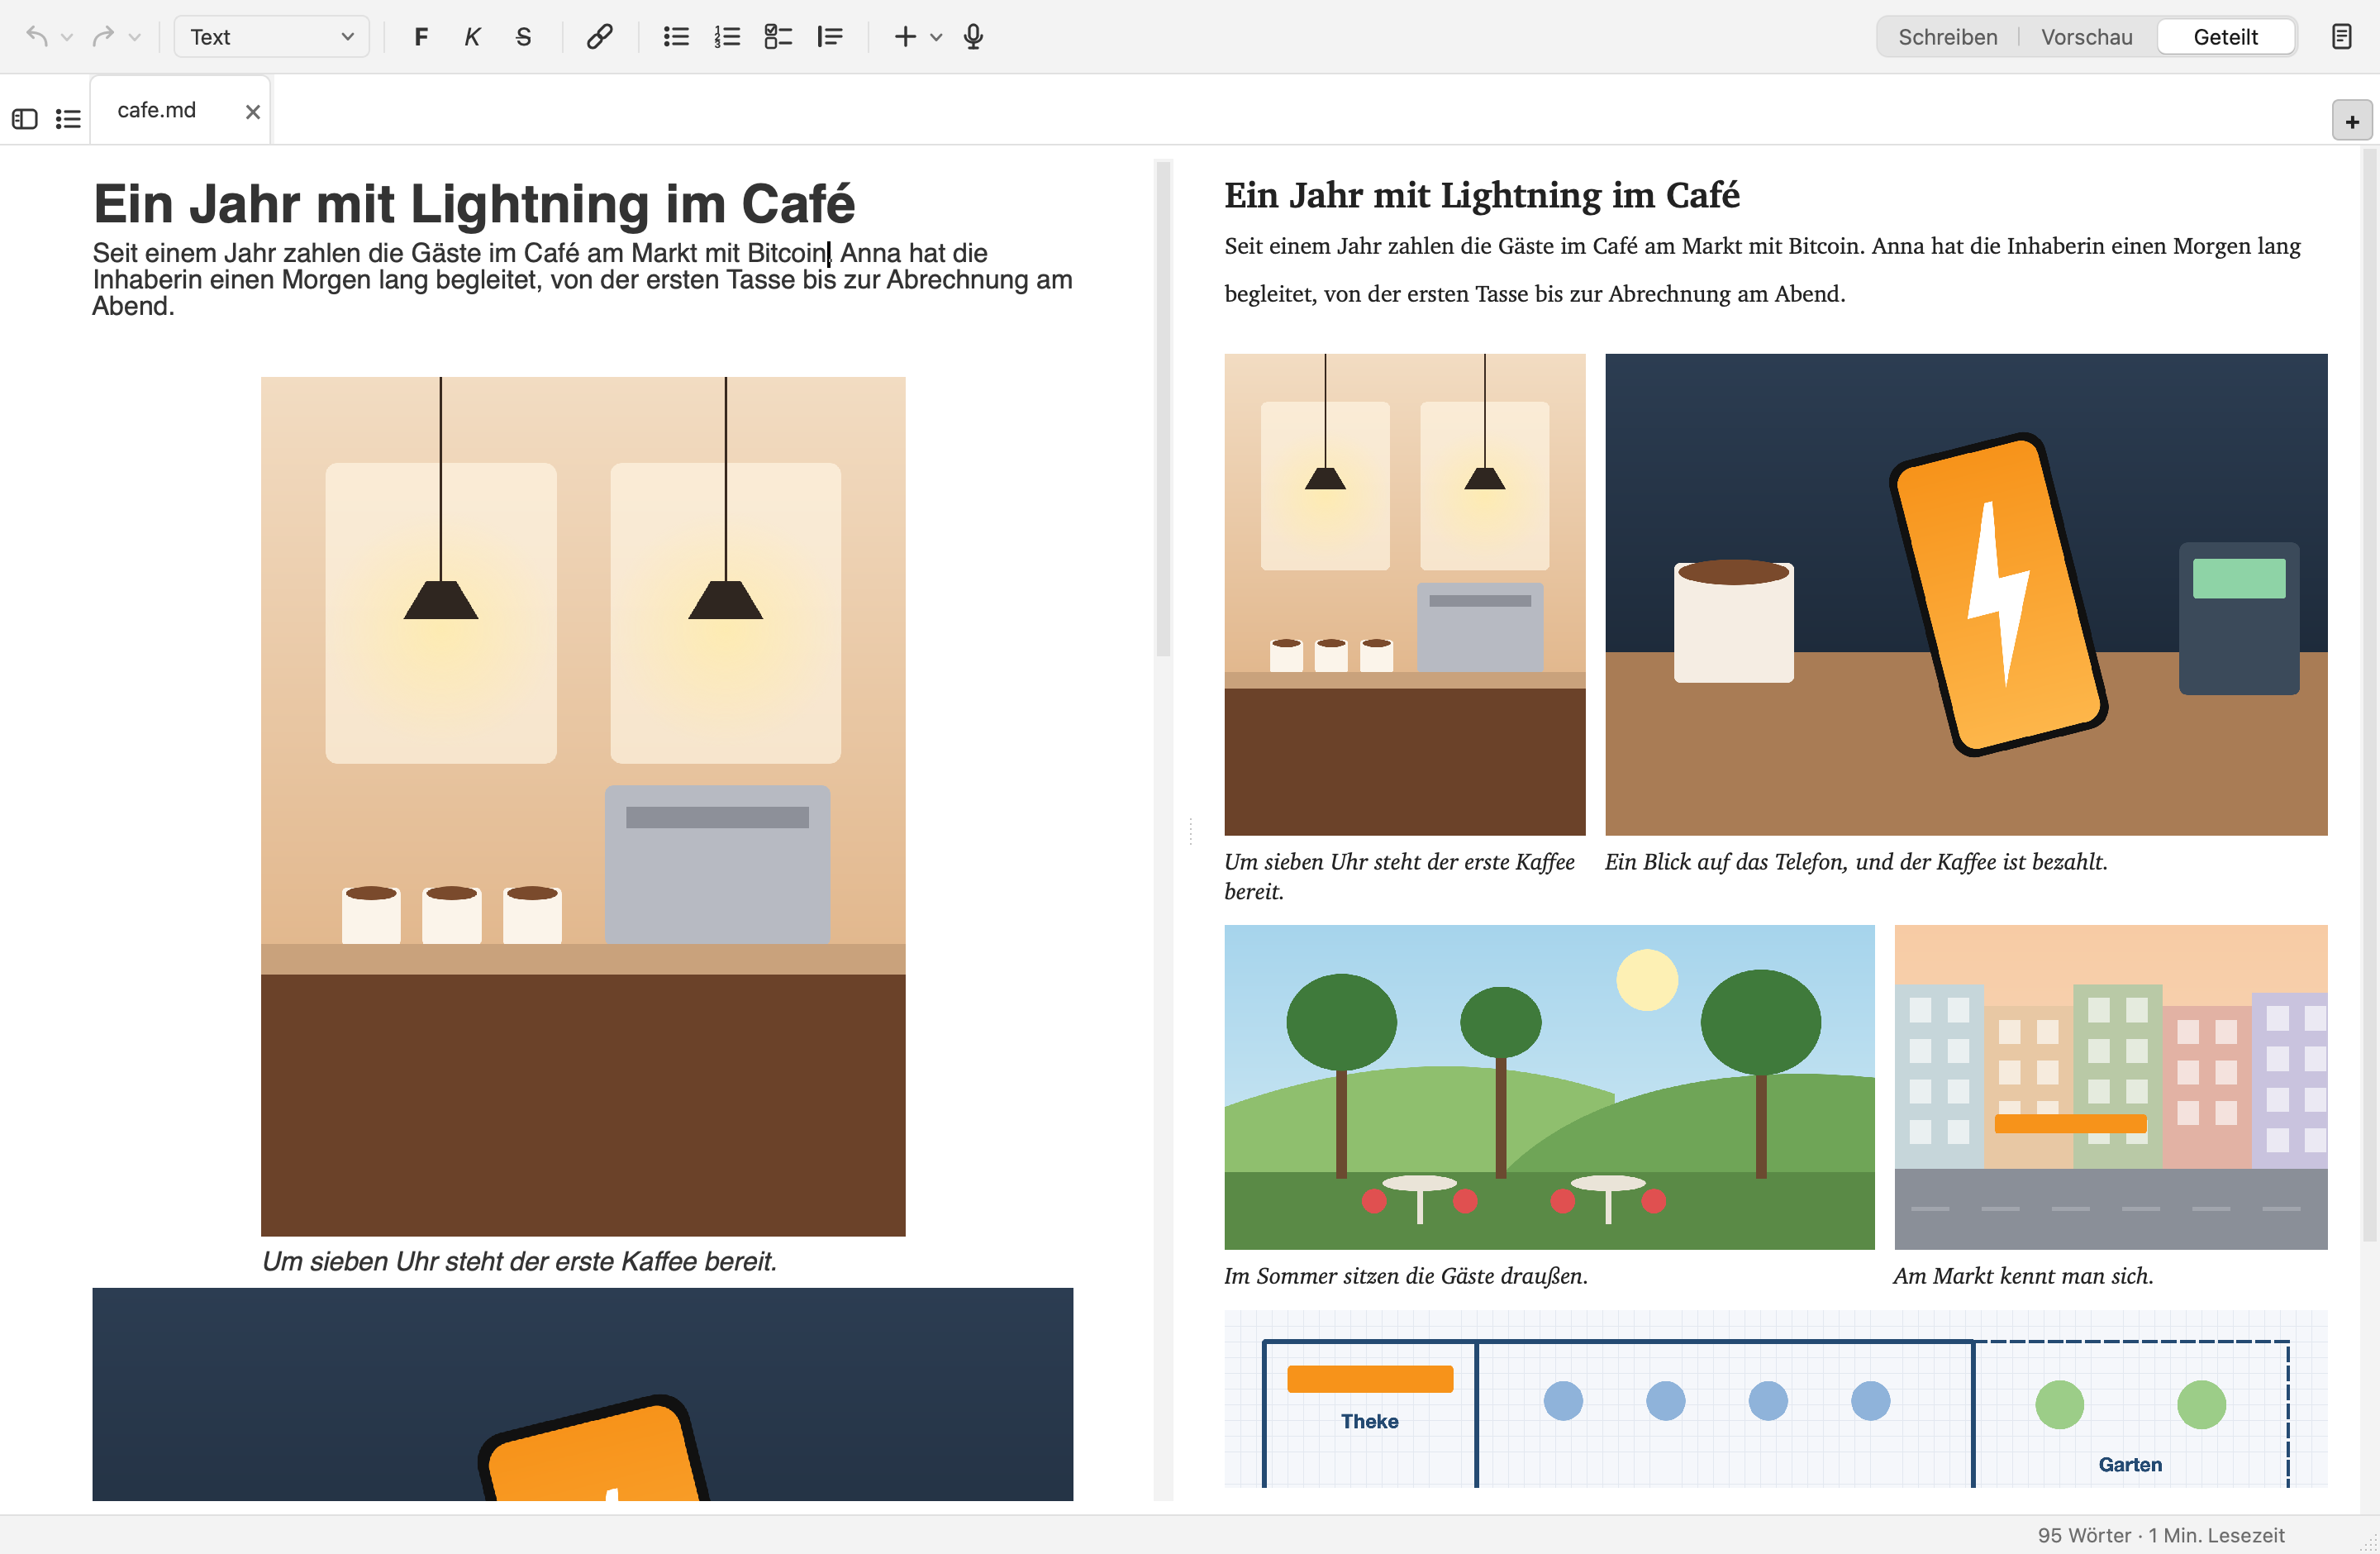 Text
F
K
S
Schreiben
Vorschau
Geteilt
cafe.md
Ein Jahr mit Lightning im Café
Seit einem Jahr zahlen die Gäste im Café am Markt mit Bitcoin. Anna hat die
Inhaberin einen Morgen lang begleitet, von der ersten Tasse bis zur Abrechnung am
Abend.
Um sieben Uhr steht der erste Kaffee bereit.
Ein Jahr mit Lightning im Café
Seit einem Jahr zahlen die Gäste im Café am Markt mit Bitcoin. Anna hat die Inhaberin einen Morgen lang
begleitet, von der ersten Tasse bis zur Abrechnung am Abend.
Um sieben Uhr steht der erste Kaffee
bereit.
Ein Blick auf das Telefon, und der Kaffee ist bezahlt.
Im Sommer sitzen die Gäste draußen.
Am Markt kennt man sich.
Theke
Garten
95 Wörter · 1 Min. Lesezeit